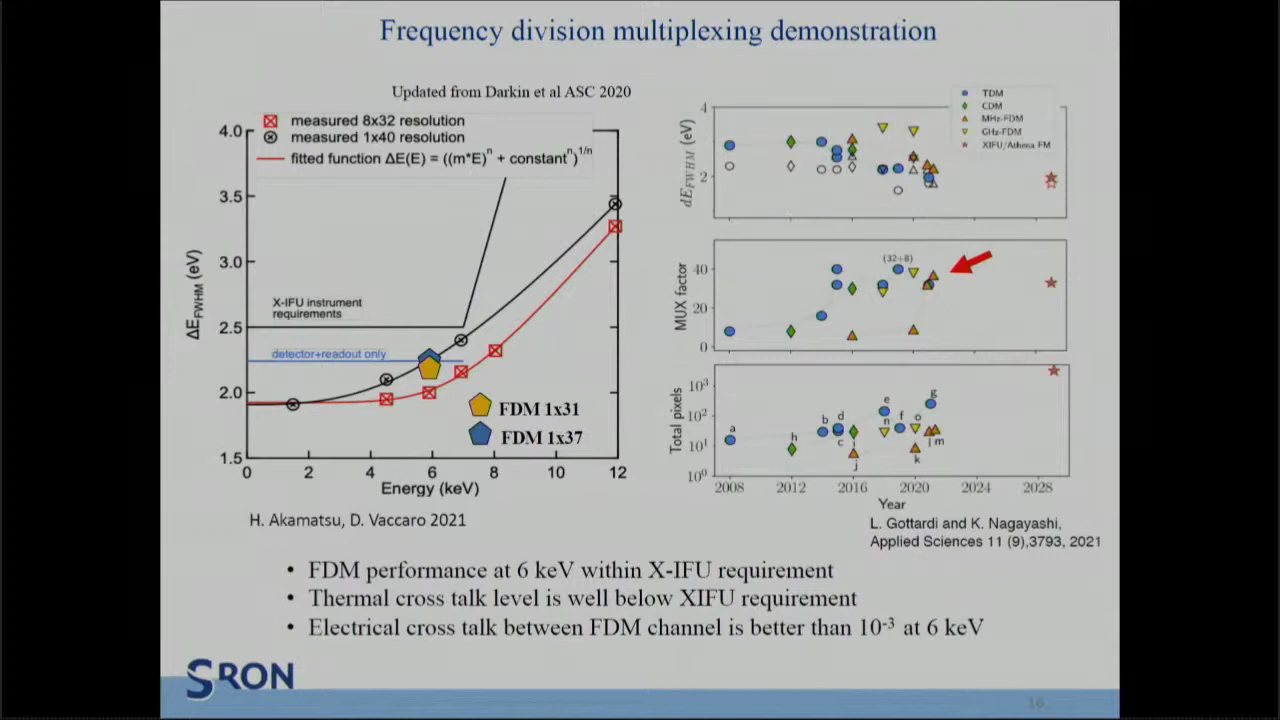 Frequency division multiplexing demonstration
Updated from Darkin et al ASC 2020
measured 8x32 resolution
measured 1x40 resolution
fitted function ΔE(E) = ((m*E)ⁿ + constantⁿ)¹/ⁿ
4.0
3.5
3.0
2.5
2.0
1.5
ΔE_FWHM (eV)
X-IFU instrument
requirements
detector+readout only
FDM 1x31
FDM 1x37
0 2 4 6 8 10 12
Energy (keV)
H. Akamatsu, D. Vaccaro 2021
TDM
CDM
MHz-FDM
GHz-FDM
XIFU/Athena FM
4
2
dE_FWHM (eV)
(32÷8)
40
20
0
MUX factor
10³
10²
10¹
10⁰
Total pixels
a
h
b
d
c
i
j
e
n
f
o
k
g
l
m
2008 2012 2016 2020 2024 2028
Year
L. Gottardi and K. Nagayashi,
Applied Sciences 11 (9),3793, 2021
• FDM performance at 6 keV within X-IFU requirement
• Thermal cross talk level is well below XIFU requirement
• Electrical cross talk between FDM channel is better than 10⁻³ at 6 keV
SRON
16